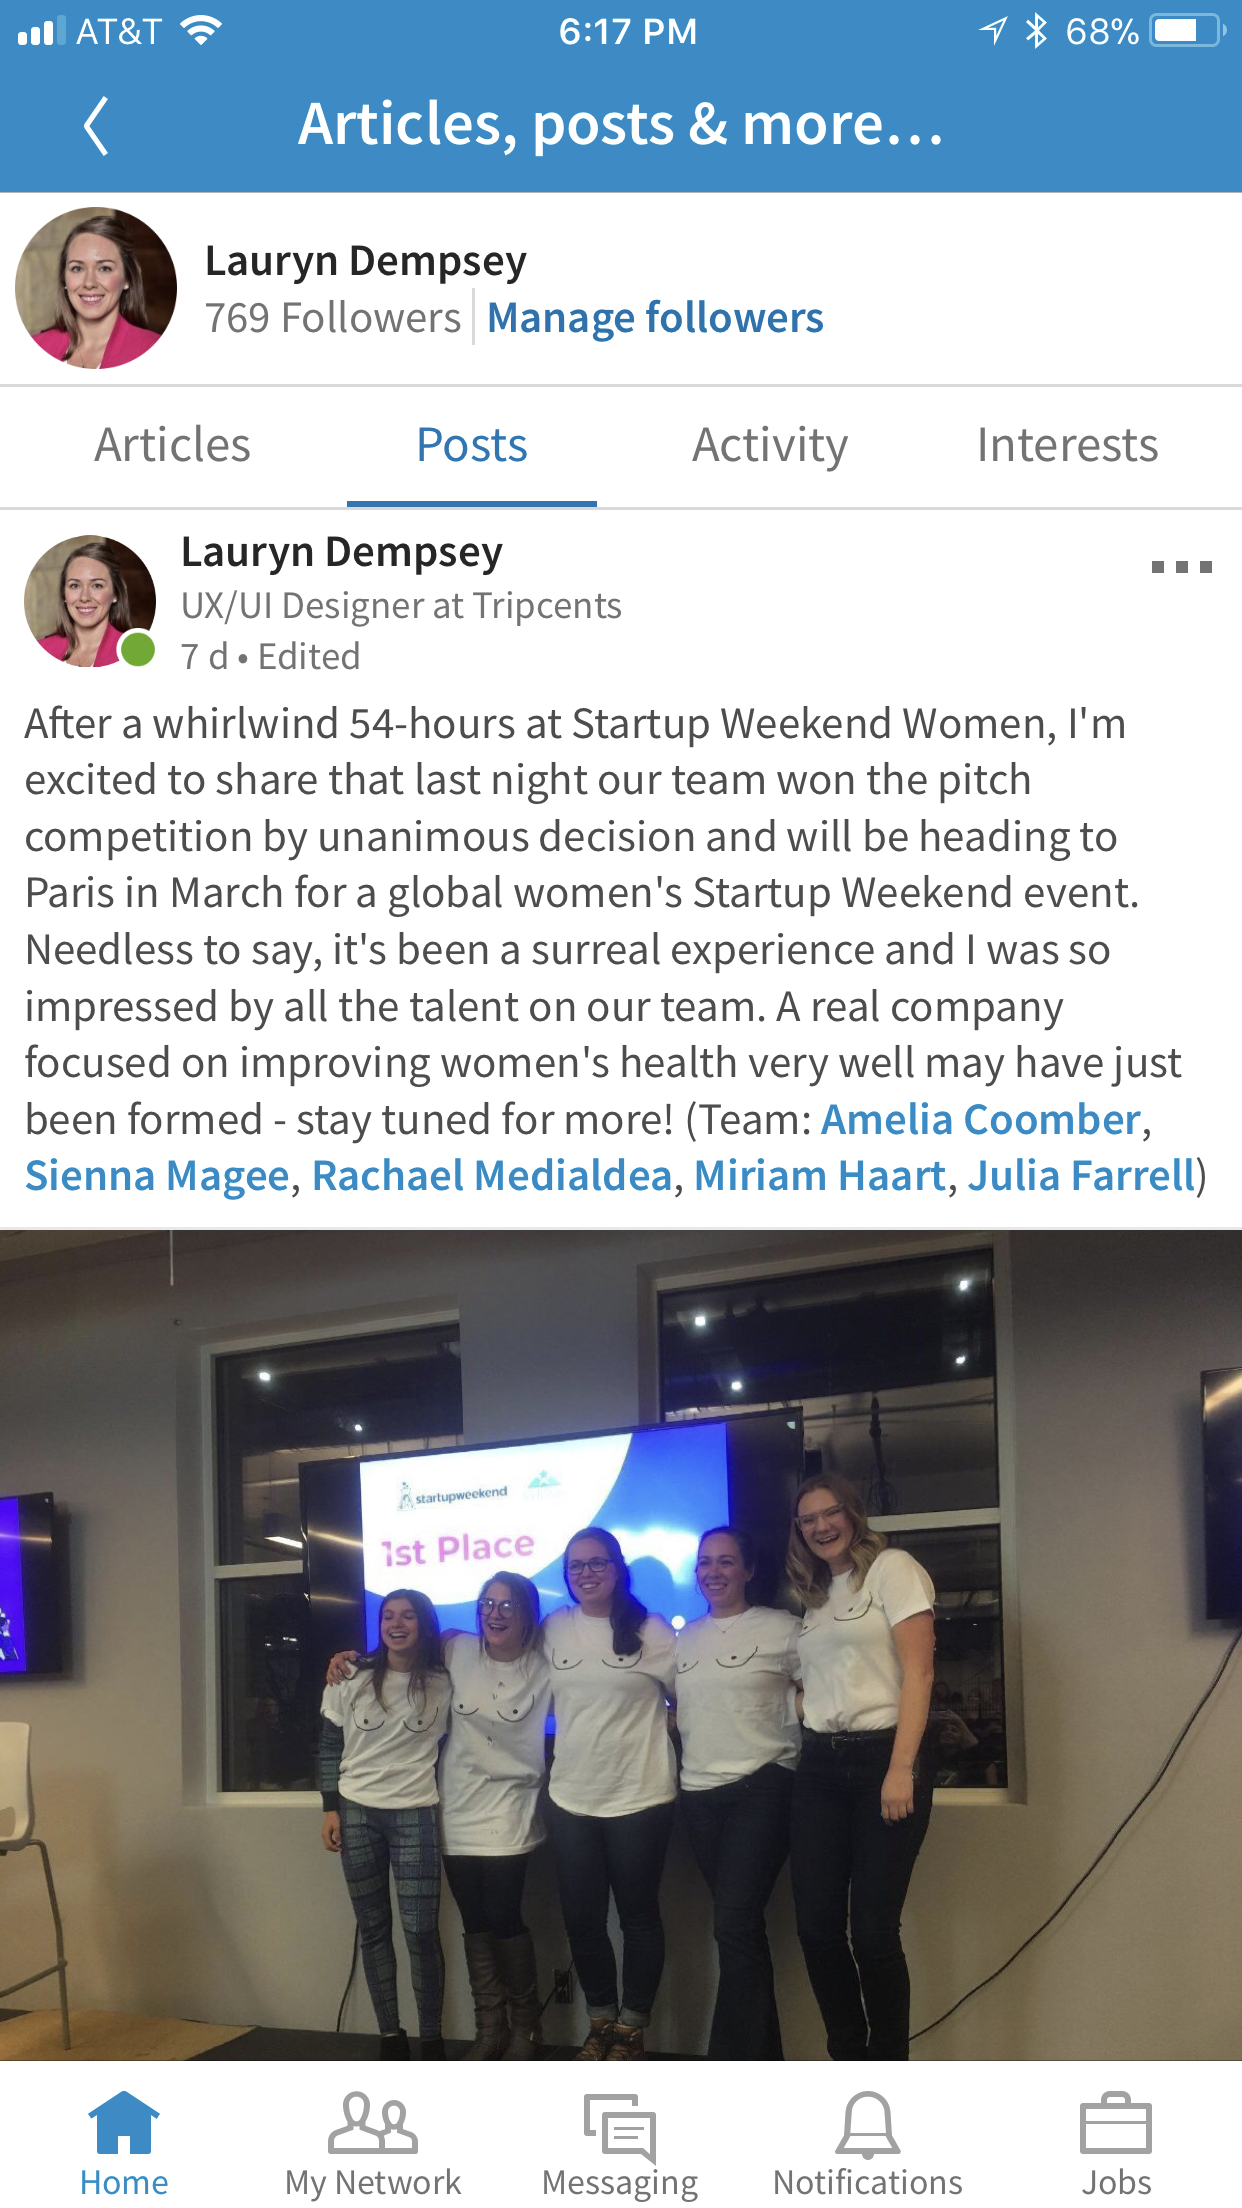 AT&T 6:17 PM 68%
Articles, posts & more…
Lauryn Dempsey
769 Followers Manage followers
Articles Posts Activity Interests
Lauryn Dempsey
UX/UI Designer at Tripcents
7 d • Edited
After a whirlwind 54-hours at Startup Weekend Women, I'm
excited to share that last night our team won the pitch
competition by unanimous decision and will be heading to
Paris in March for a global women's Startup Weekend event.
Needless to say, it's been a surreal experience and I was so
impressed by all the talent on our team. A real company
focused on improving women's health very well may have just
been formed - stay tuned for more! (Team: Amelia Coomber,
Sienna Magee, Rachael Medialdea, Miriam Haart, Julia Farrell)
startupweekend
1st Place
Home My Network Messaging Notifications Jobs